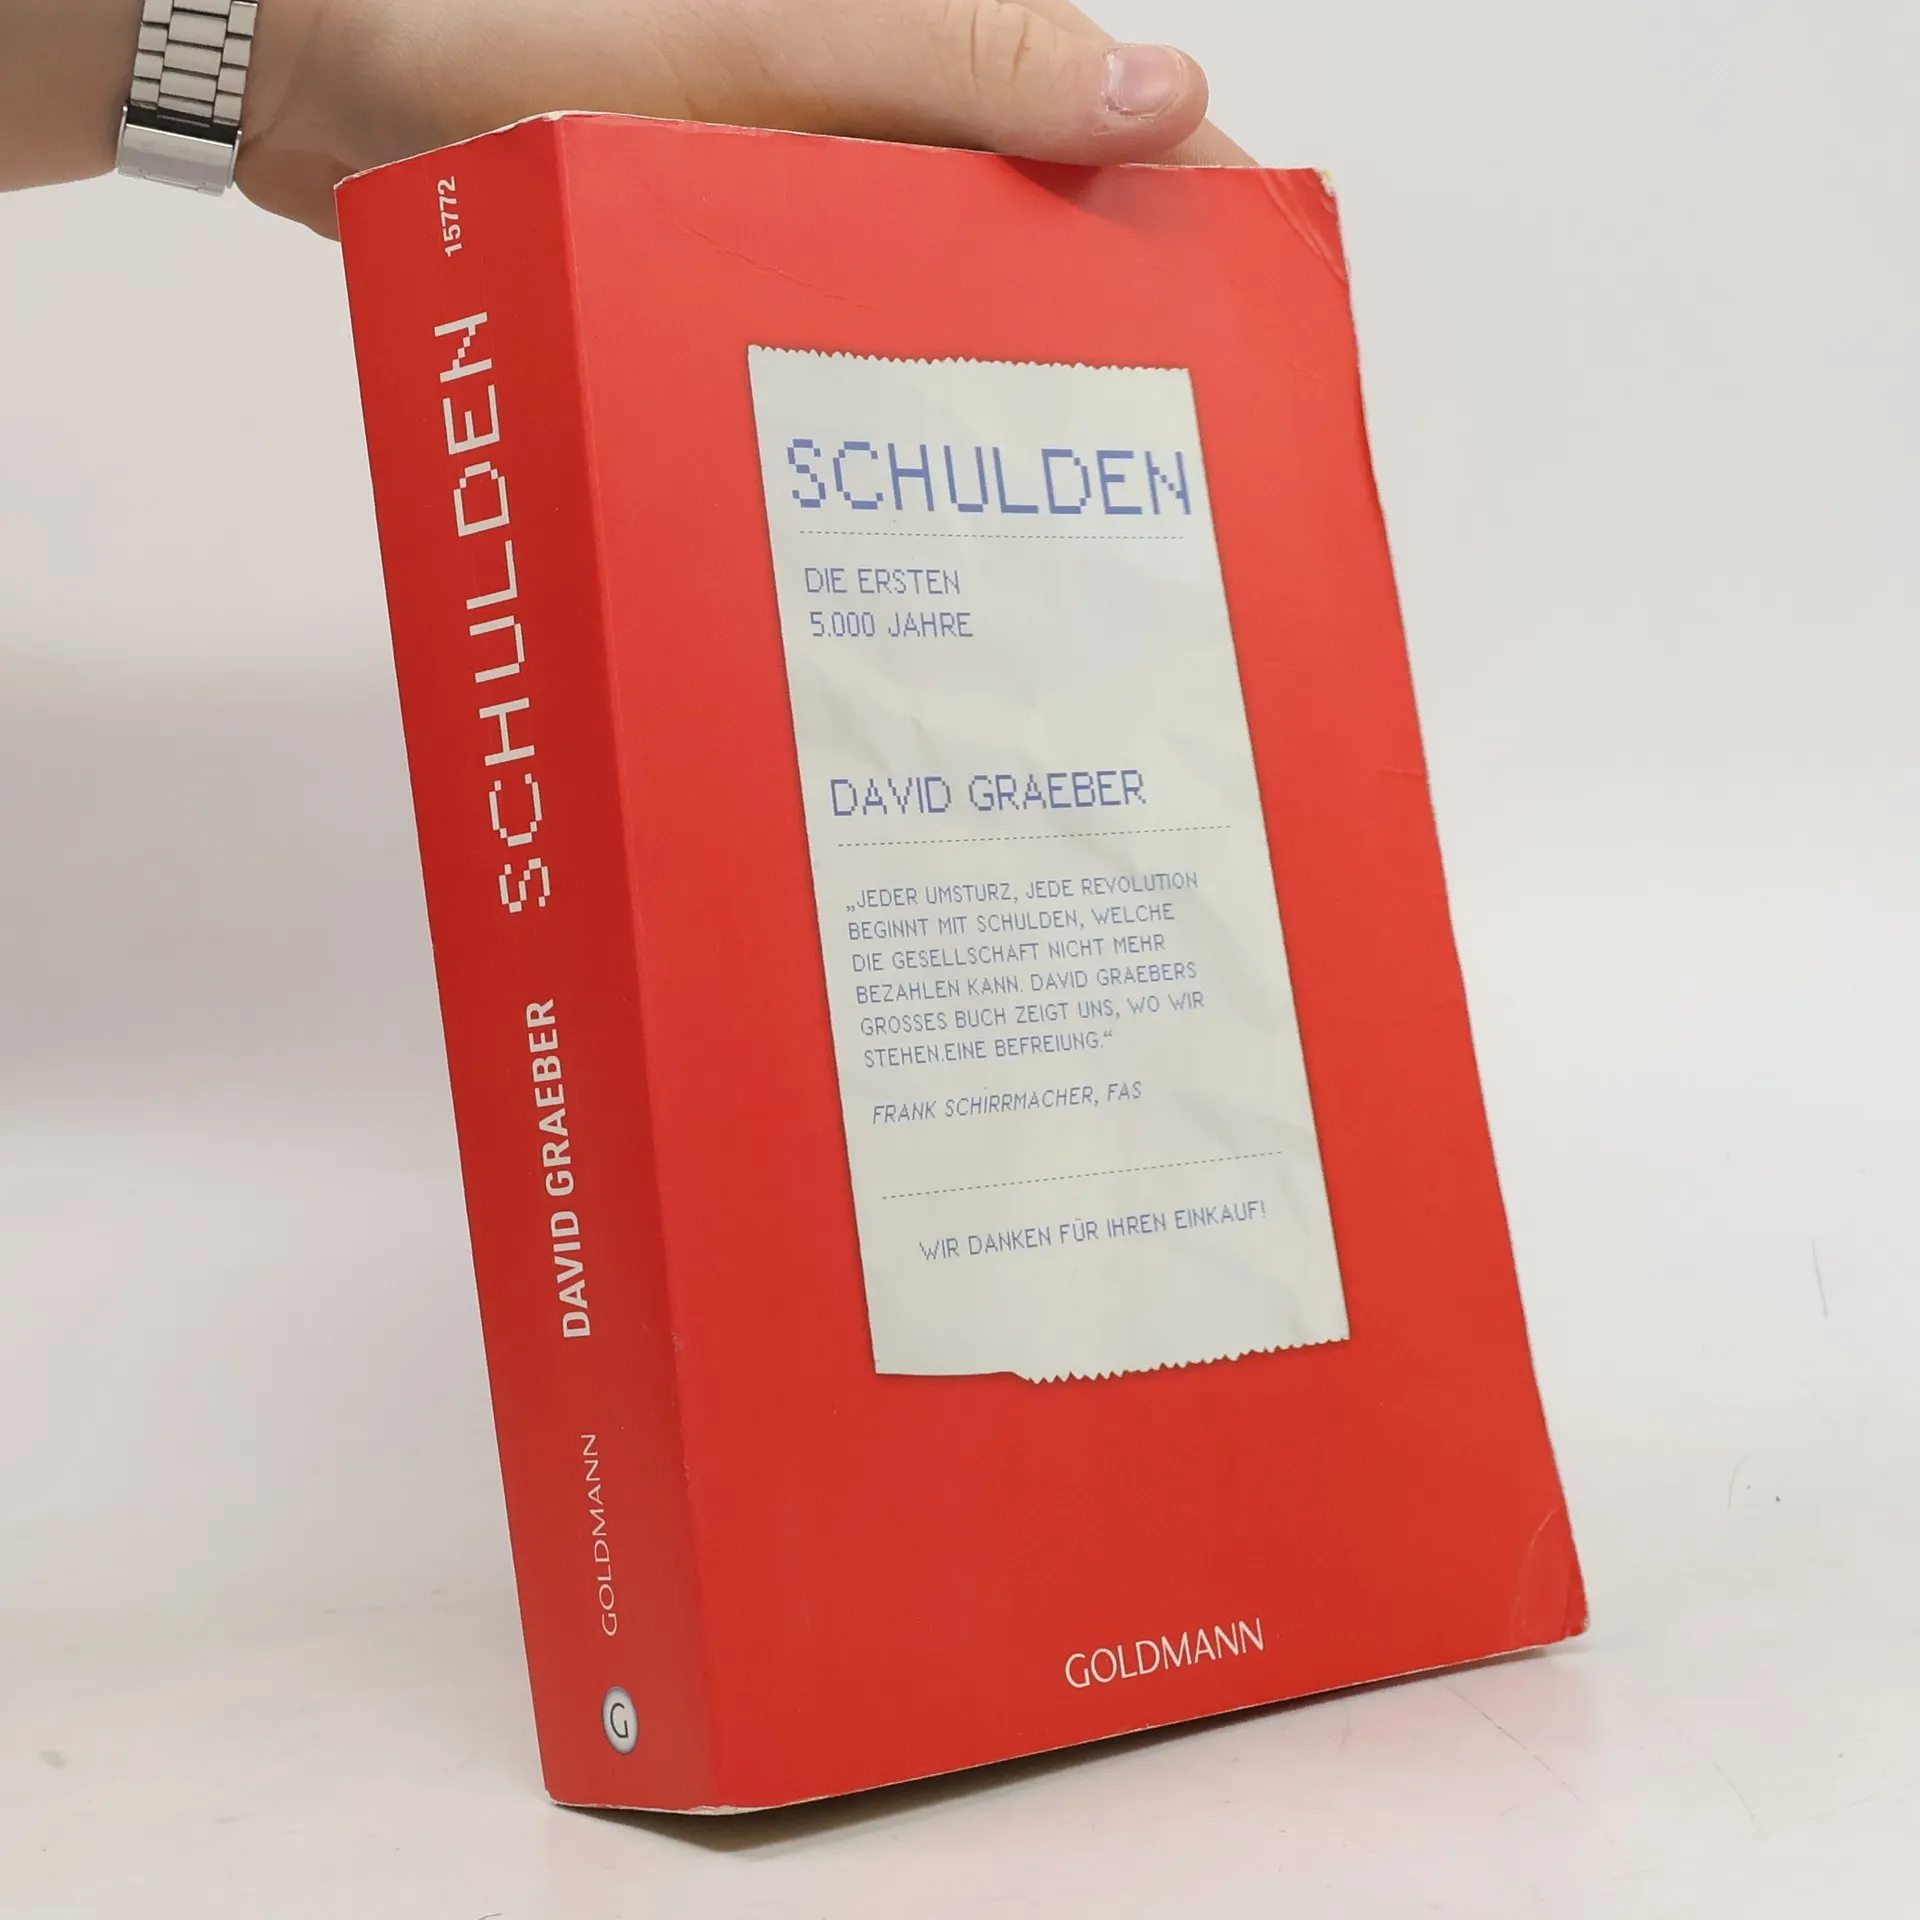 15772
SCHULDEN
DAVID GRAEBER
GOLDMANN
G
SCHULDEN
DIE ERSTEN
5.000 JAHRE
DAVID GRAEBER
„JEDER UMSTURZ, JEDE REVOLUTION
BEGINNT MIT SCHULDEN, WELCHE
DIE GESELLSCHAFT NICHT MEHR
BEZAHLEN KANN. DAVID GRAEBERS
GROSSES BUCH ZEIGT UNS, WO WIR
STEHEN.EINE BEFREIUNG.“
FRANK SCHIRRMACHER, FAS
WIR DANKEN FÜR IHREN EINKAUF!
GOLDMANN